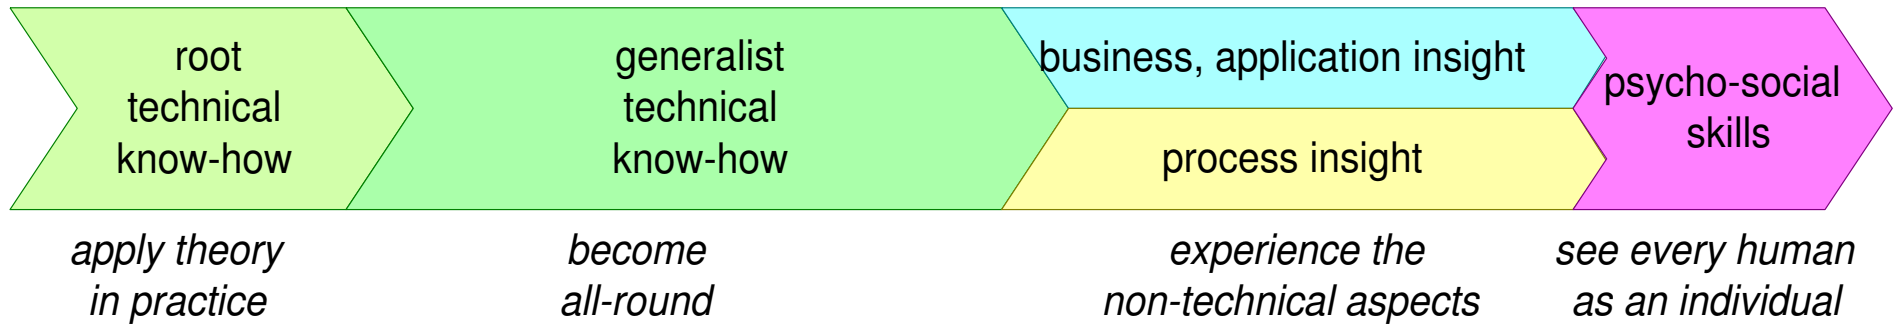 root
technical
know-how
generalist
technical
know-how
business, application insight
process insight
psycho-social
skills
apply theory
in practice
become
all-round
experience the
non-technical aspects
see every human
as an individual